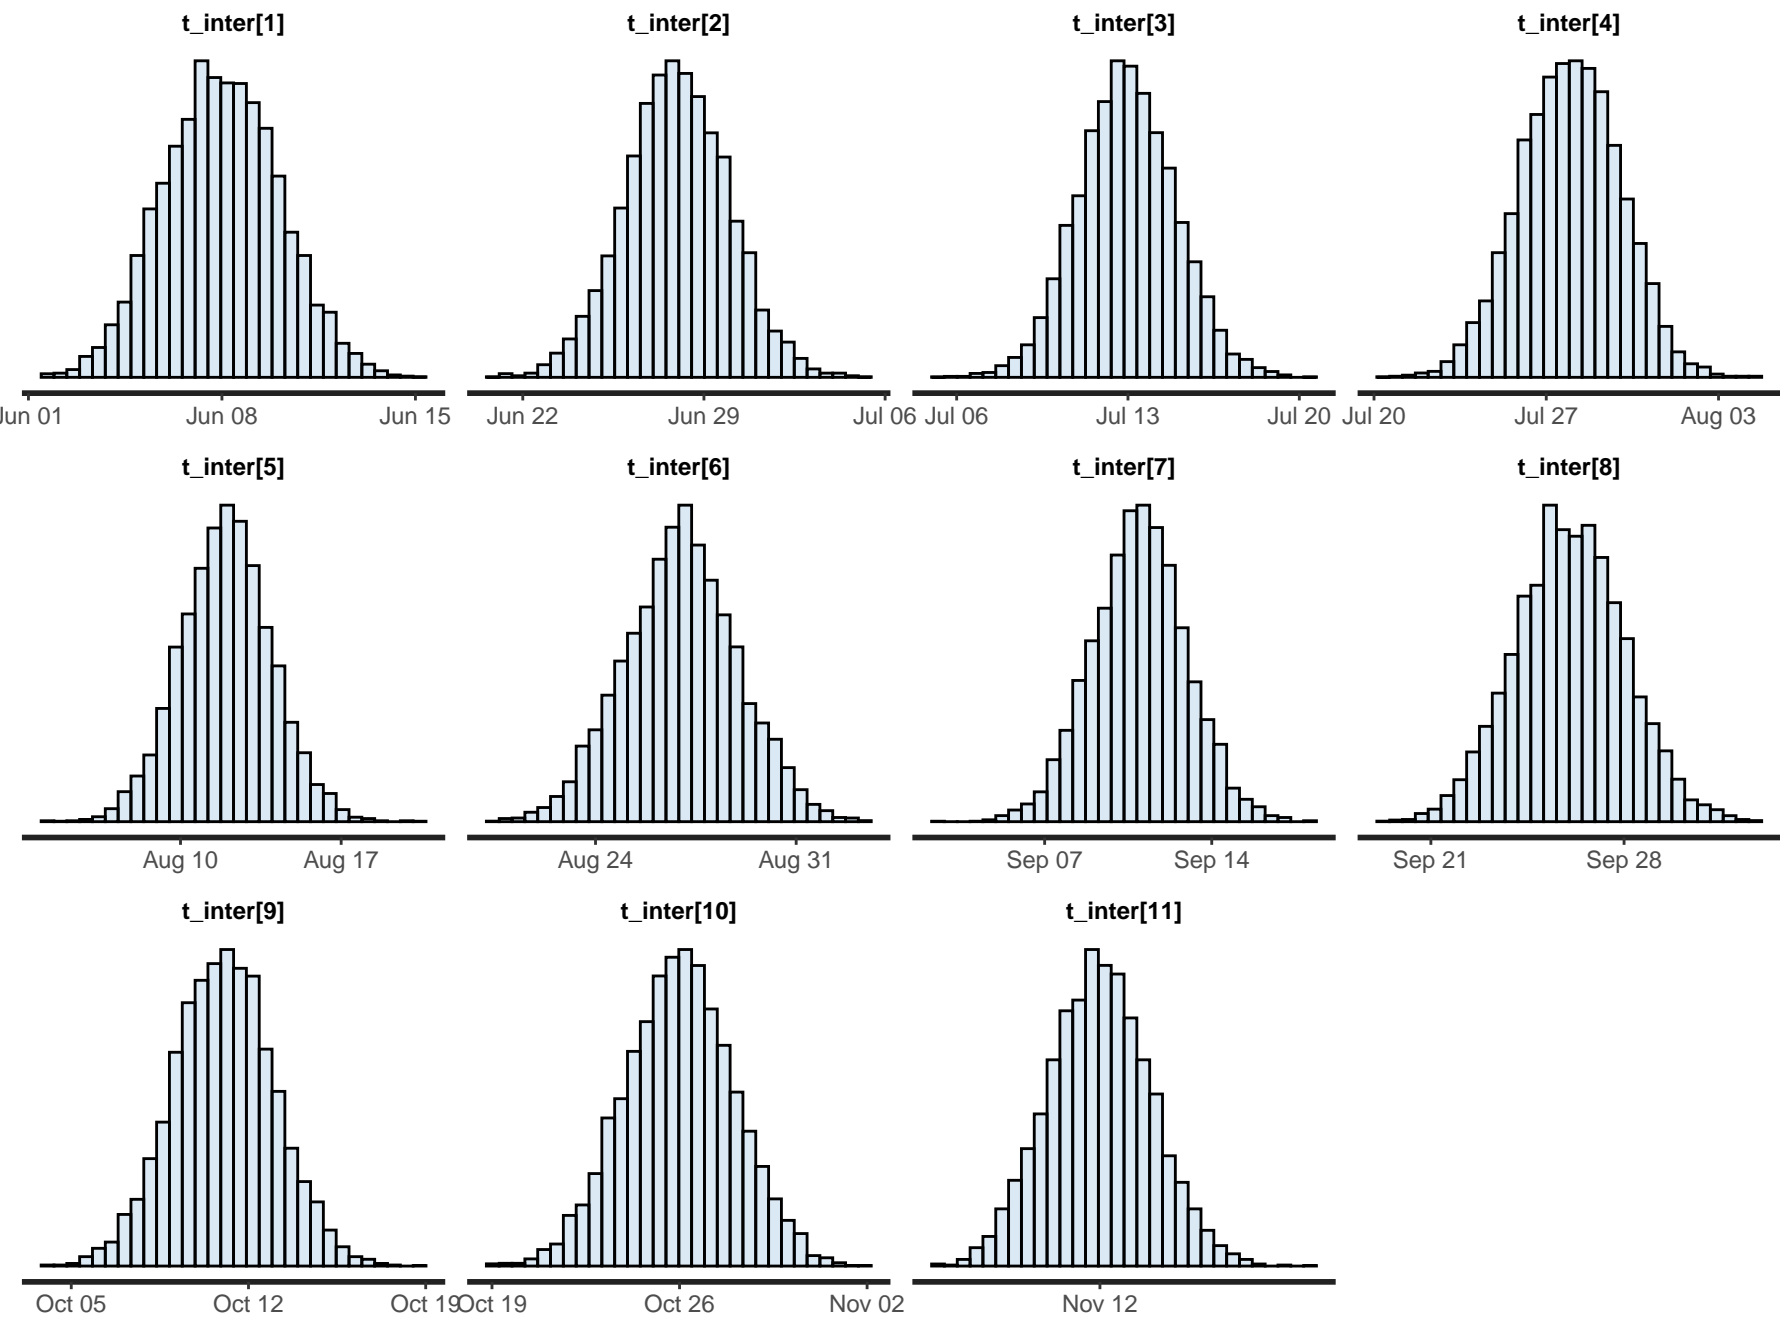 t_inter[1] t_inter[2] t_inter[3] t_inter[4]
Jun 01 Jun 08 Jun 15 Jun 22 Jun 29 Jul 06 Jul 06 Jul 13 Jul 20 Jul 20 Jul 27 Aug 03
t_inter[5] t_inter[6] t_inter[7] t_inter[8]
Aug 10 Aug 17 Aug 24 Aug 31 Sep 07 Sep 14 Sep 21 Sep 28
t_inter[9] t_inter[10] t_inter[11]
Oct 05 Oct 12 Oct 19 Oct 19 Oct 26 Nov 02 Nov 12